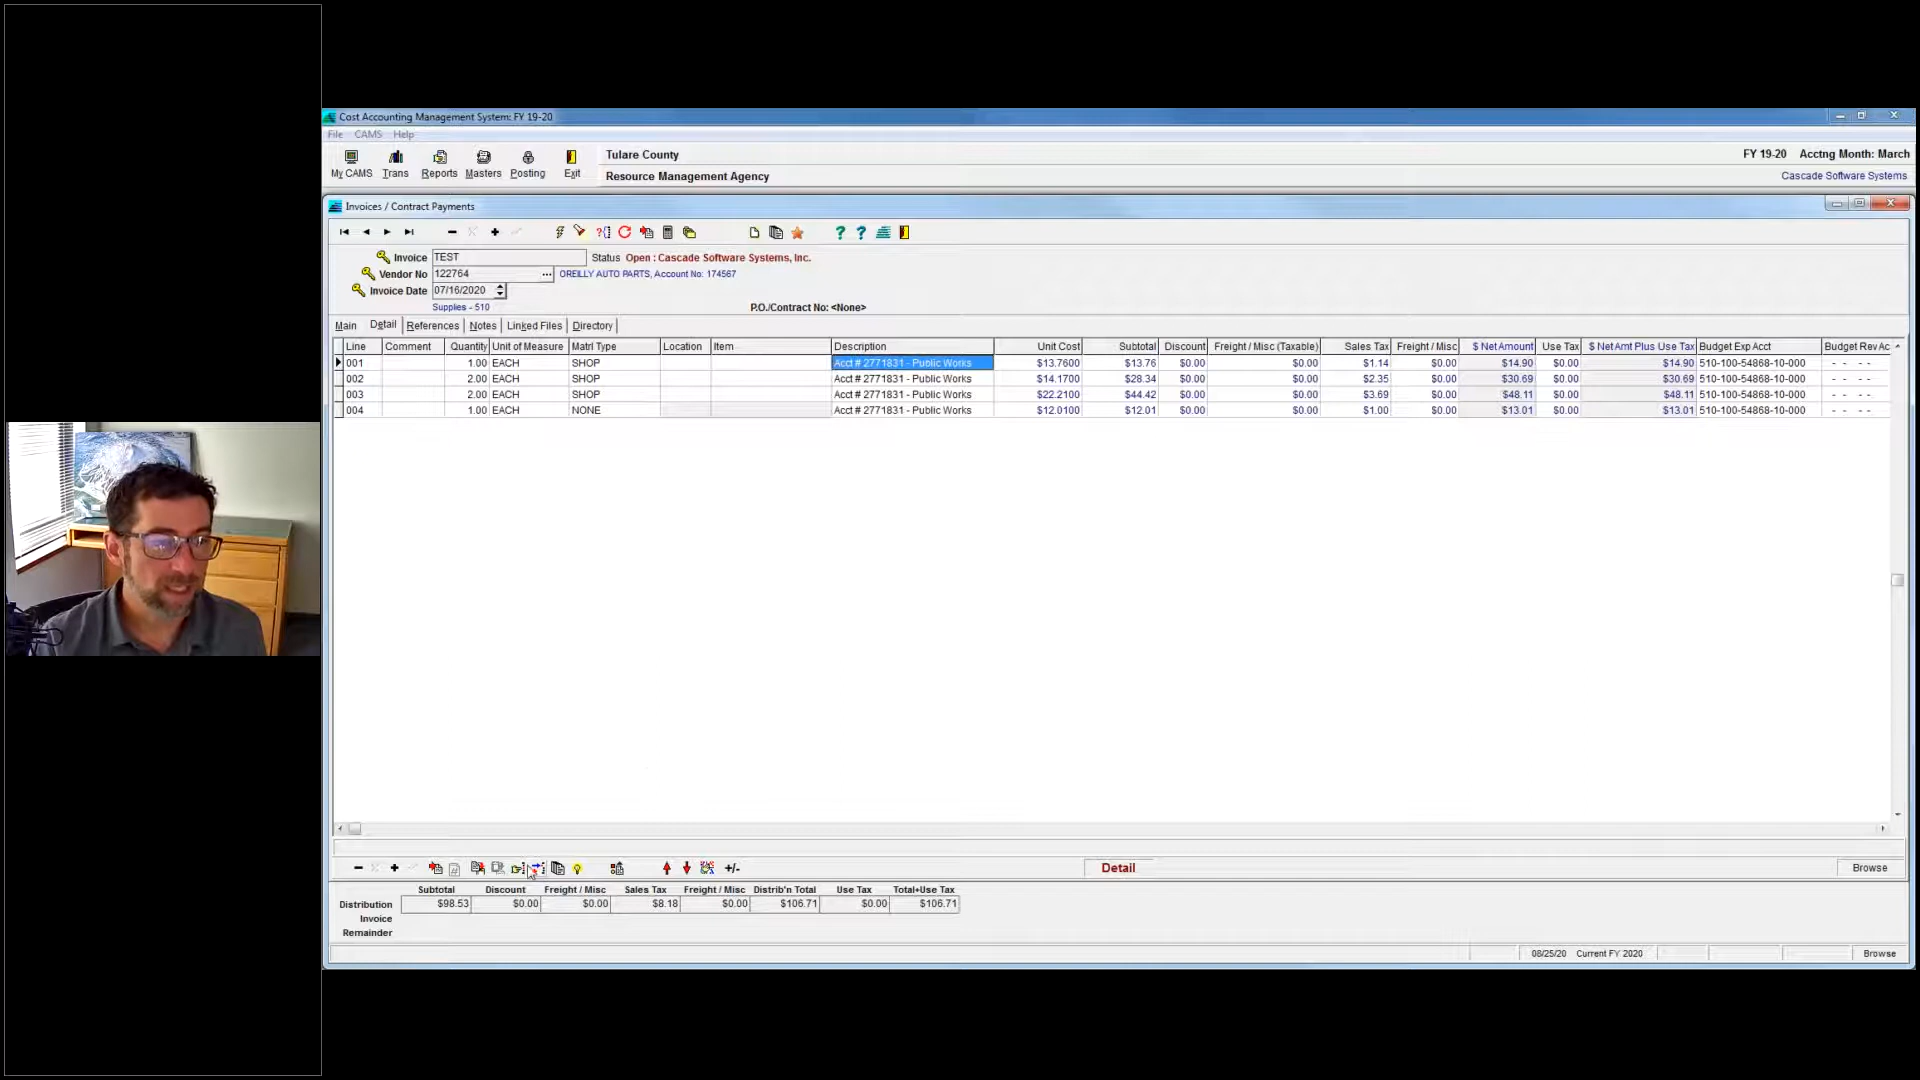 Cost Accounting Management System: FY 19-20
File CAMS Help
My CAMS Trans Reports Masters Posting Exit
Tulare County
Resource Management Agency
FY 19-20 Acctng Month: March
Cascade Software Systems
Invoices / Contract Payments
Invoice TEST Status Open : Cascade Software Systems, Inc.
Vendor No 122764 ... OREILLY AUTO PARTS, Account No: 174567
Invoice Date 07/16/2020
Supplies - 510 P.O./Contract No: <None>
Main Detail References Notes Linked Files Directory
Line Comment Quantity Unit of Measure Matrl Type Location Item Description Unit Cost Subtotal Discount Freight / Misc (Taxable) Sales Tax Freight / Misc $ Net Amount Use Tax $ Net Amt Plus Use Tax Budget Exp Acct Budget Rev Ac
001 1.00 EACH SHOP Acct # 2771831 - Public Works $13.7600 $13.76 $0.00 $0.00 $1.14 $0.00 $14.90 $0.00 $14.90 510-100-54868-10-000 - - - -
002 2.00 EACH SHOP Acct # 2771831 - Public Works $14.1700 $28.34 $0.00 $0.00 $2.35 $0.00 $30.69 $0.00 $30.69 510-100-54868-10-000 - - - -
003 2.00 EACH SHOP Acct # 2771831 - Public Works $22.2100 $44.42 $0.00 $0.00 $3.69 $0.00 $48.11 $0.00 $48.11 510-100-54868-10-000 - - - -
004 1.00 EACH NONE Acct # 2771831 - Public Works $12.0100 $12.01 $0.00 $0.00 $1.00 $0.00 $13.01 $0.00 $13.01 510-100-54868-10-000 - - - -
+/- Detail Browse
Subtotal Discount Freight / Misc Sales Tax Freight / Misc Distrib'n Total Use Tax Total+Use Tax
Distribution $98.53 $0.00 $0.00 $8.18 $0.00 $106.71 $0.00 $106.71
Invoice
Remainder
08/25/20 Current FY 2020 Browse